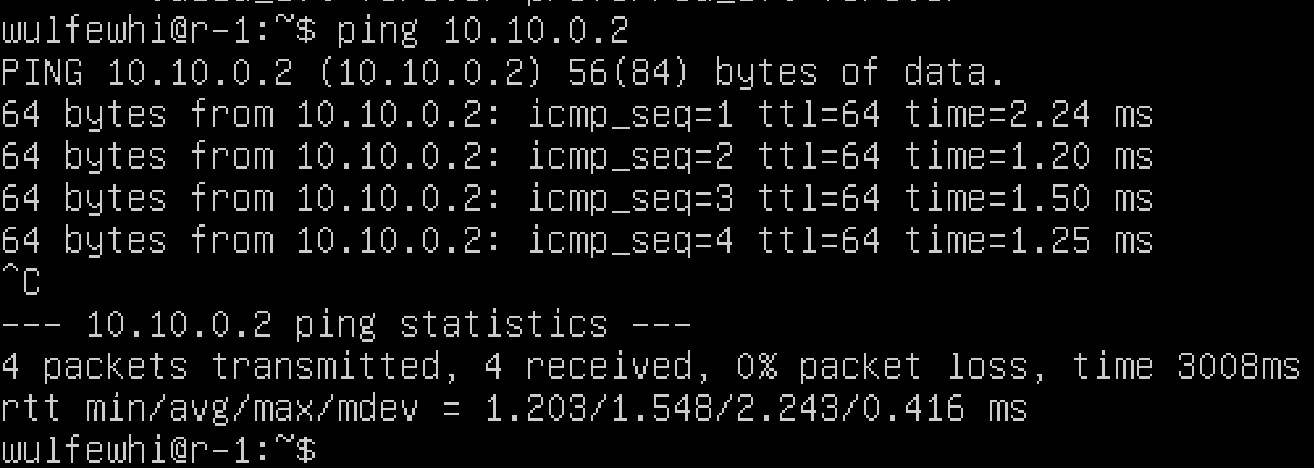 wulfewhi@r-1:~$ ping 10.10.0.2
PING 10.10.0.2 (10.10.0.2) 56(84) bytes of data.
64 bytes from 10.10.0.2: icmp_seq=1 ttl=64 time=2.24 ms
64 bytes from 10.10.0.2: icmp_seq=2 ttl=64 time=1.20 ms
64 bytes from 10.10.0.2: icmp_seq=3 ttl=64 time=1.50 ms
64 bytes from 10.10.0.2: icmp_seq=4 ttl=64 time=1.25 ms
^C
--- 10.10.0.2 ping statistics ---
4 packets transmitted, 4 received, 0% packet loss, time 3008ms
rtt min/avg/max/mdev = 1.203/1.548/2.243/0.416 ms
wulfewhi@r-1:~$